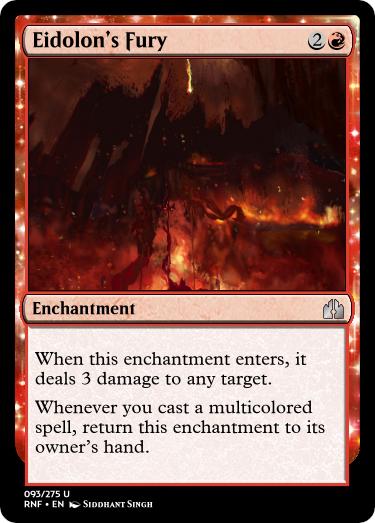 Eidolon's Fury 2
Enchantment
When this enchantment enters, it
deals 3 damage to any target.
Whenever you cast a multicolored
spell, return this enchantment to its
owner's hand.
093/275 U
RNF • EN Siddhant Singh